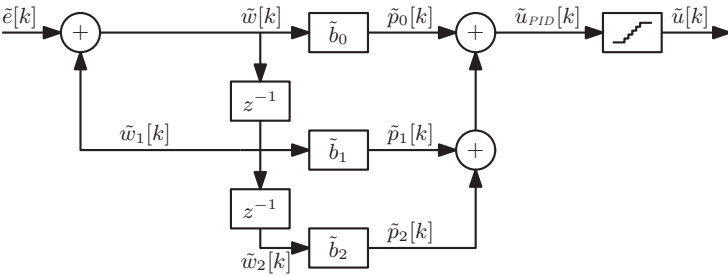 ẽ[k]
+
w̃[k]
b̃₀
p̃₀[k]
+
ũ_PID[k]
ũ[k]
z⁻¹
w̃₁[k]
b̃₁
p̃₁[k]
+
z⁻¹
w̃₂[k]
b̃₂
p̃₂[k]